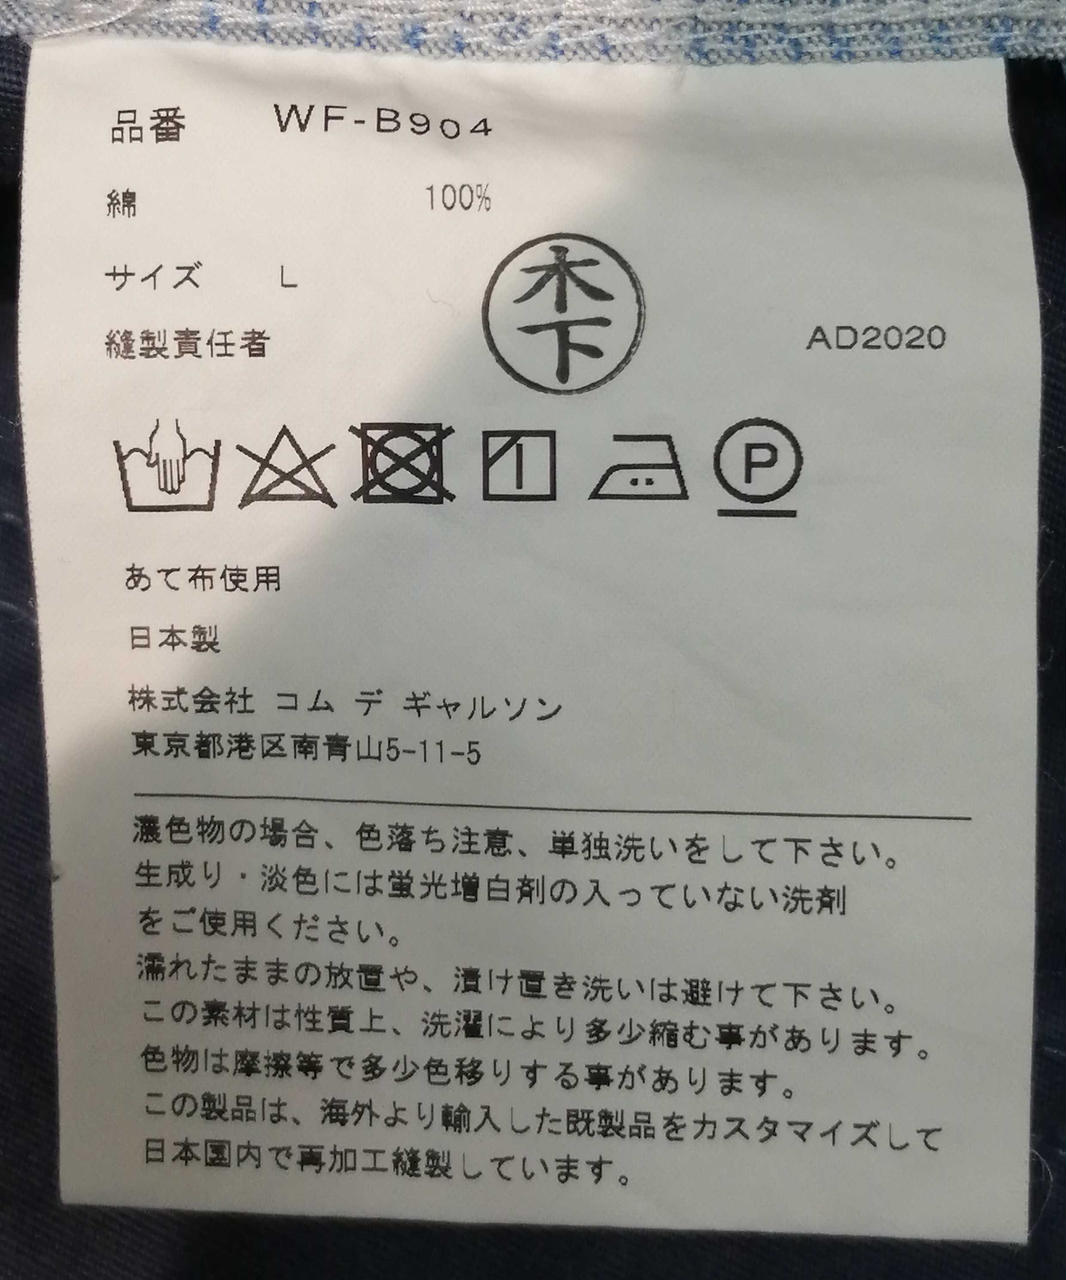 品番 WF-B904
綿 100%
サイズ L
木下
縫製責任者 AD2020
P
あて布使用
日本製
株式会社 コム デ ギャルソン
東京都港区南青山5-11-5
濃色物の場合、色落ち注意、単独洗いをして下さい。
生成り・淡色には蛍光増白剤の入っていない洗剤
をご使用ください。
濡れたままの放置や、漬け置き洗いは避けて下さい。
この素材は性質上、洗濯により多少縮む事があります。
色物は摩擦等で多少色移りする事があります。
この製品は、海外より輸入した既製品をカスタマイズして
日本国内で再加工縫製しています。